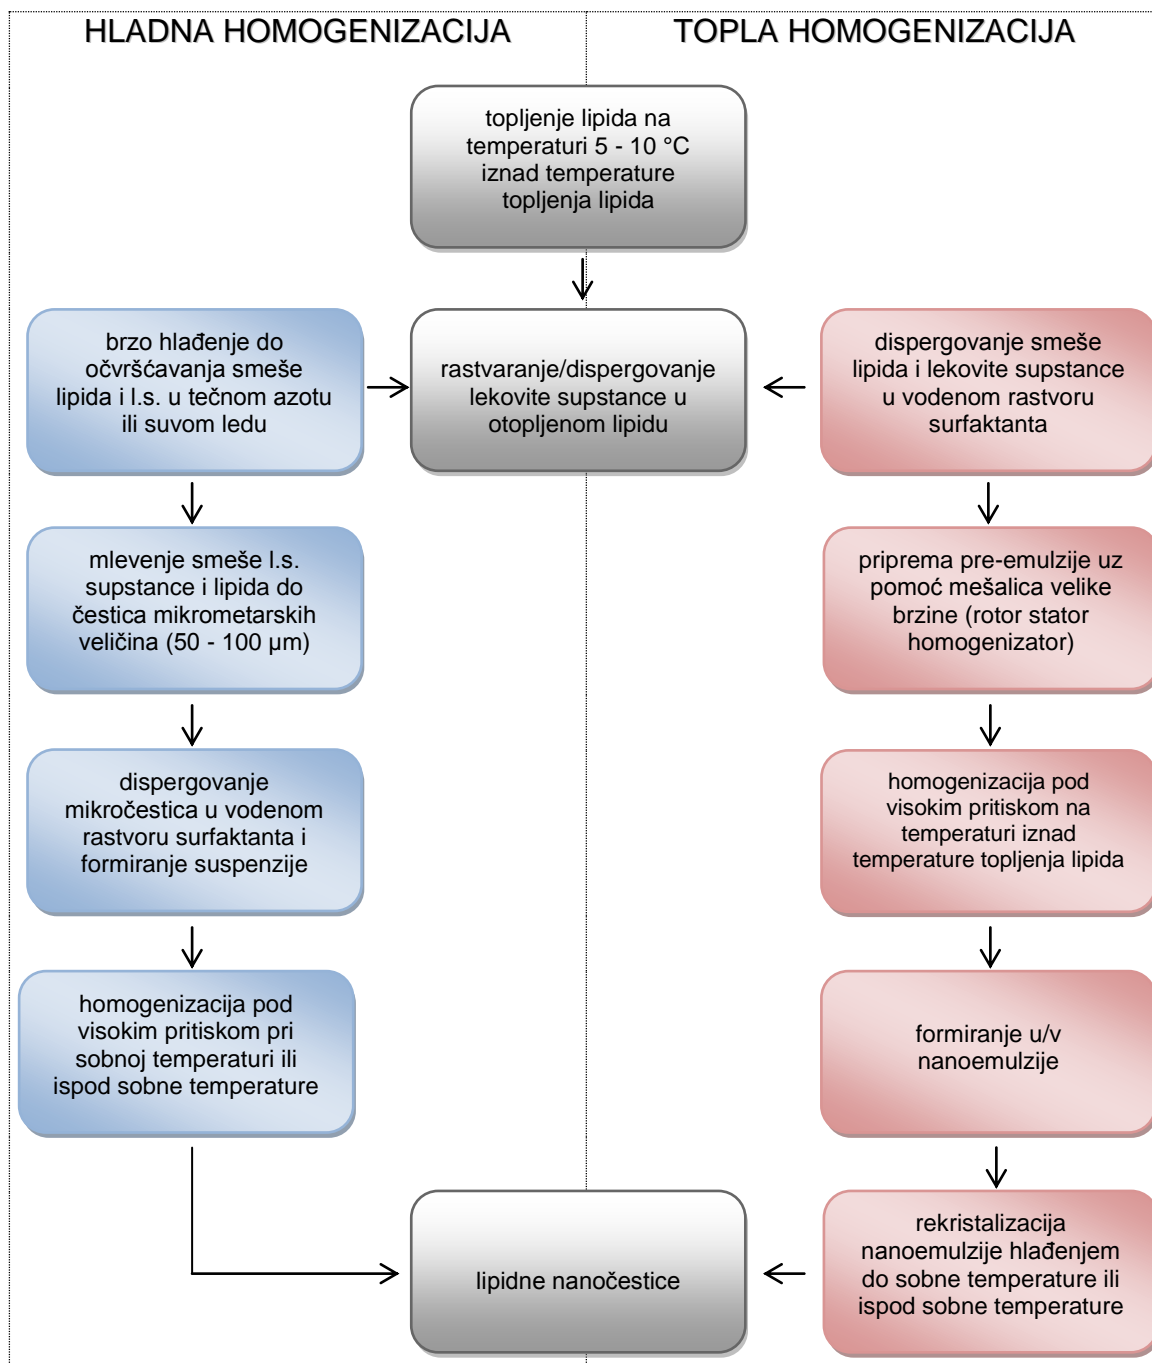 HLADNA HOMOGENIZACIJA
TOPLA HOMOGENIZACIJA
topljenje lipida na
temperaturi 5 - 10 °C
iznad temperature
topljenja lipida
brzo hlađenje do
očvršćavanja smeše
lipida i l.s. u tečnom azotu
ili suvom ledu
rastvaranje/dispergovanje
lekovite supstance u
otopljenom lipidu
dispergovanje smeše
lipida i lekovite supstance
u vodenom rastvoru
surfaktanta
mlevenje smeše l.s.
supstance i lipida do
čestica mikrometarskih
veličina (50 - 100 µm)
priprema pre-emulzije uz
pomoć mešalica velike
brzine (rotor stator
homogenizator)
dispergovanje
mikročestica u vodenom
rastvoru surfaktanta i
formiranje suspenzije
homogenizacija pod
visokim pritiskom na
temperaturi iznad
temperature topljenja lipida
homogenizacija pod
visokim pritiskom pri
sobnoj temperaturi ili
ispod sobne temperature
formiranje u/v
nanoemulzije
lipidne nanočestice
rekristalizacija
nanoemulzije hlađenjem
do sobne temperature ili
ispod sobne temperature